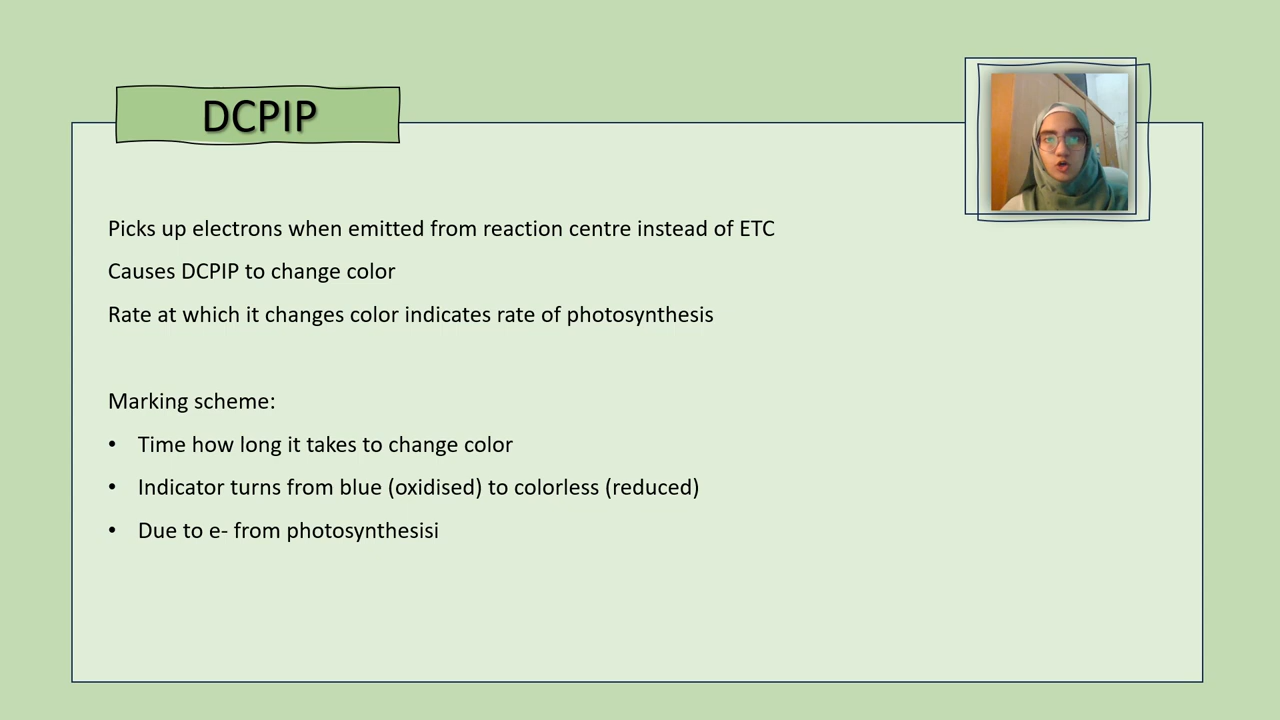 DCPIP
Picks up electrons when emitted from reaction centre instead of ETC
Causes DCPIP to change color
Rate at which it changes color indicates rate of photosynthesis
Marking scheme:
• Time how long it takes to change color
• Indicator turns from blue (oxidised) to colorless (reduced)
• Due to e- from photosynthesisi